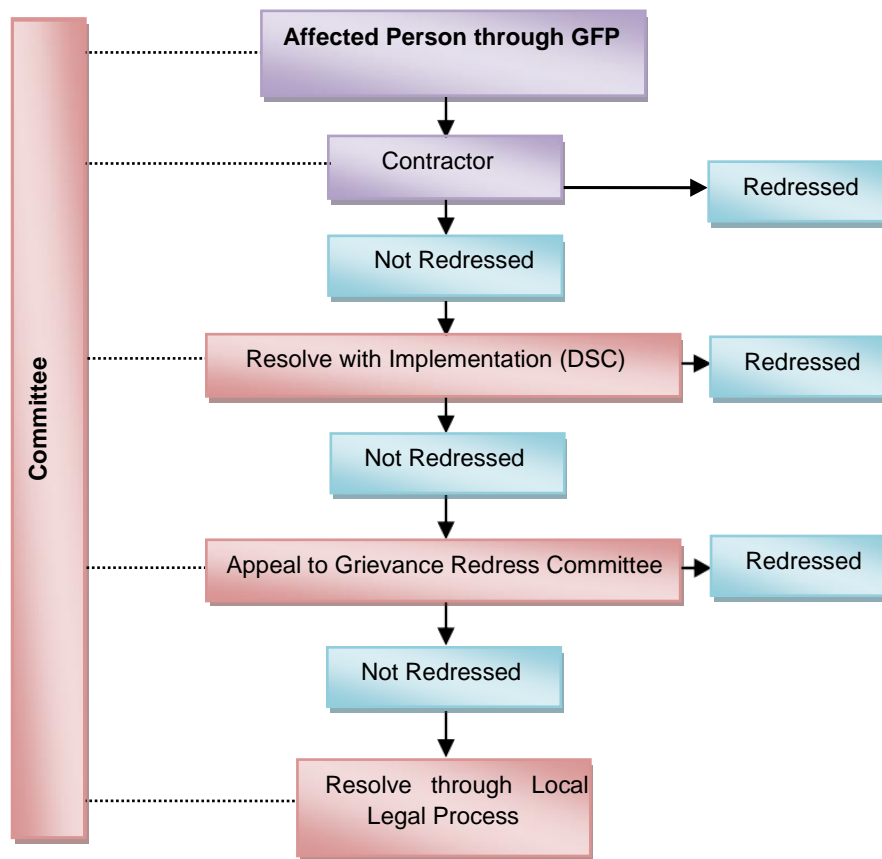 Affected Person through GFP
Contractor
Redressed
Not Redressed
Resolve with Implementation (DSC)
Redressed
Not Redressed
Appeal to Grievance Redress Committee
Redressed
Not Redressed
Resolve through Local
Legal Process
Committee